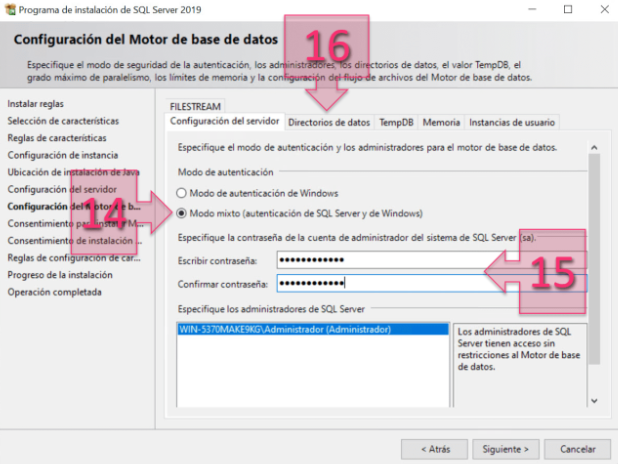 Programa de instalación de SQL Server 2019
Configuración del Motor de base de datos
16
Especifique el modo de seguridad de la autenticación, los administradores, los directorios de datos, el valor TempDB, el
grado máximo de paralelismo, los límites de memoria y la configuración del flujo de archivos del Motor de base de datos.
Instalar reglas
Selección de características
Reglas de características
Configuración de instancia
Ubicación de instalación de Java
Configuración del servidor
Configuración del Motor de b...
Consentimiento para instalar M...
Consentimiento de instalación ...
Reglas de configuración de car...
Progreso de la instalación
Operación completada
14
FILESTREAM
Configuración del servidor
Directorios de datos
TempDB
Memoria
Instancias de usuario
Especifique el modo de autenticación y los administradores para el motor de base de datos.
Modo de autenticación
Modo de autenticación de Windows
Modo mixto (autenticación de SQL Server y de Windows)
Especifique la contraseña de la cuenta de administrador del sistema de SQL Server (sa).
Escribir contraseña: ●●●●●●●●●●●●
Confirmar contraseña: ●●●●●●●●●●●●
15
Especifique los administradores de SQL Server
WIN-5370MAKE9KG\Administrador (Administrador)
Los administradores de SQL
Server tienen acceso sin
restricciones al Motor de base
de datos.
< Atrás
Siguiente >
Cancelar